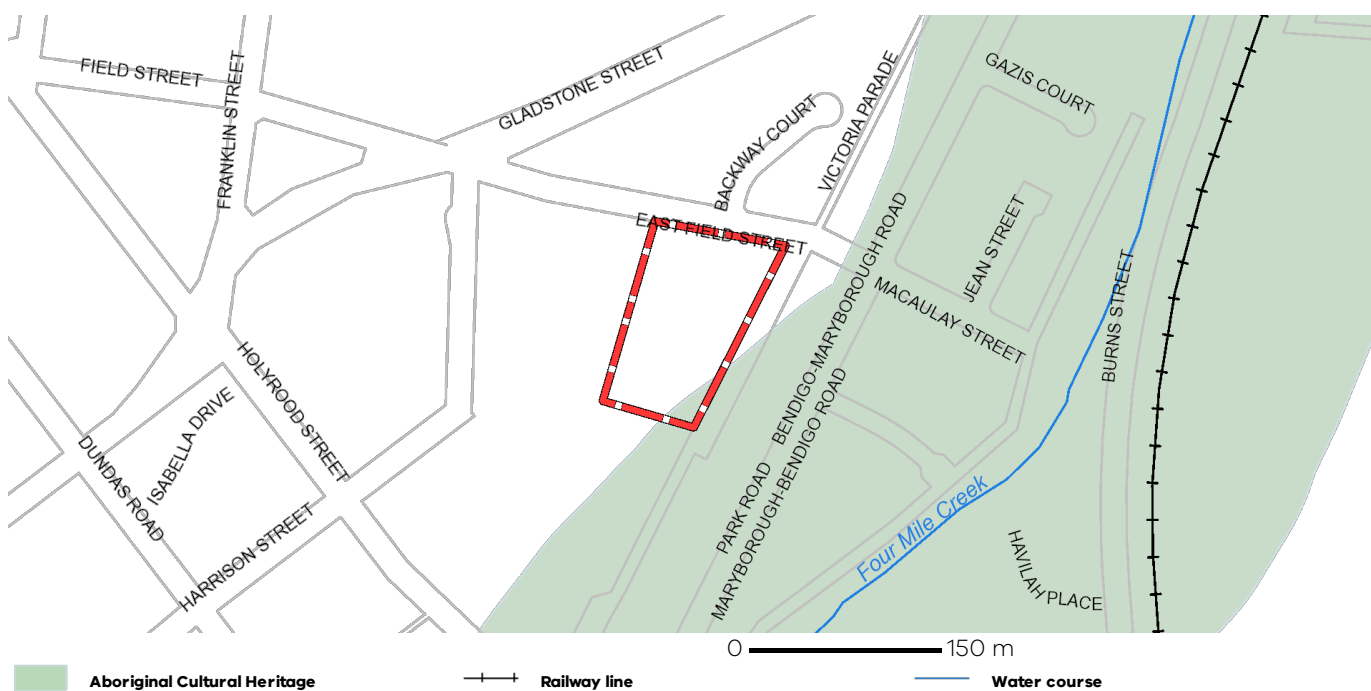 FIELD STREET
FRANKLIN STREET
GLADSTONE STREET
BACKWAY COURT
VICTORIA PARADE
GAZIS COURT
EAST FIELD STREET
JEAN STREET
MACAULAY STREET
BURNS STREET
BENDIGO-MARYBOROUGH ROAD
PARK ROAD
MARYBOROUGH-BENDIGO ROAD
HOLYROOD STREET
ISABELLA DRIVE
DUNDAS ROAD
HARRISON STREET
Four Mile Creek
HAVILAH PLACE
0 150 m
Aboriginal Cultural Heritage
Railway line
Water course